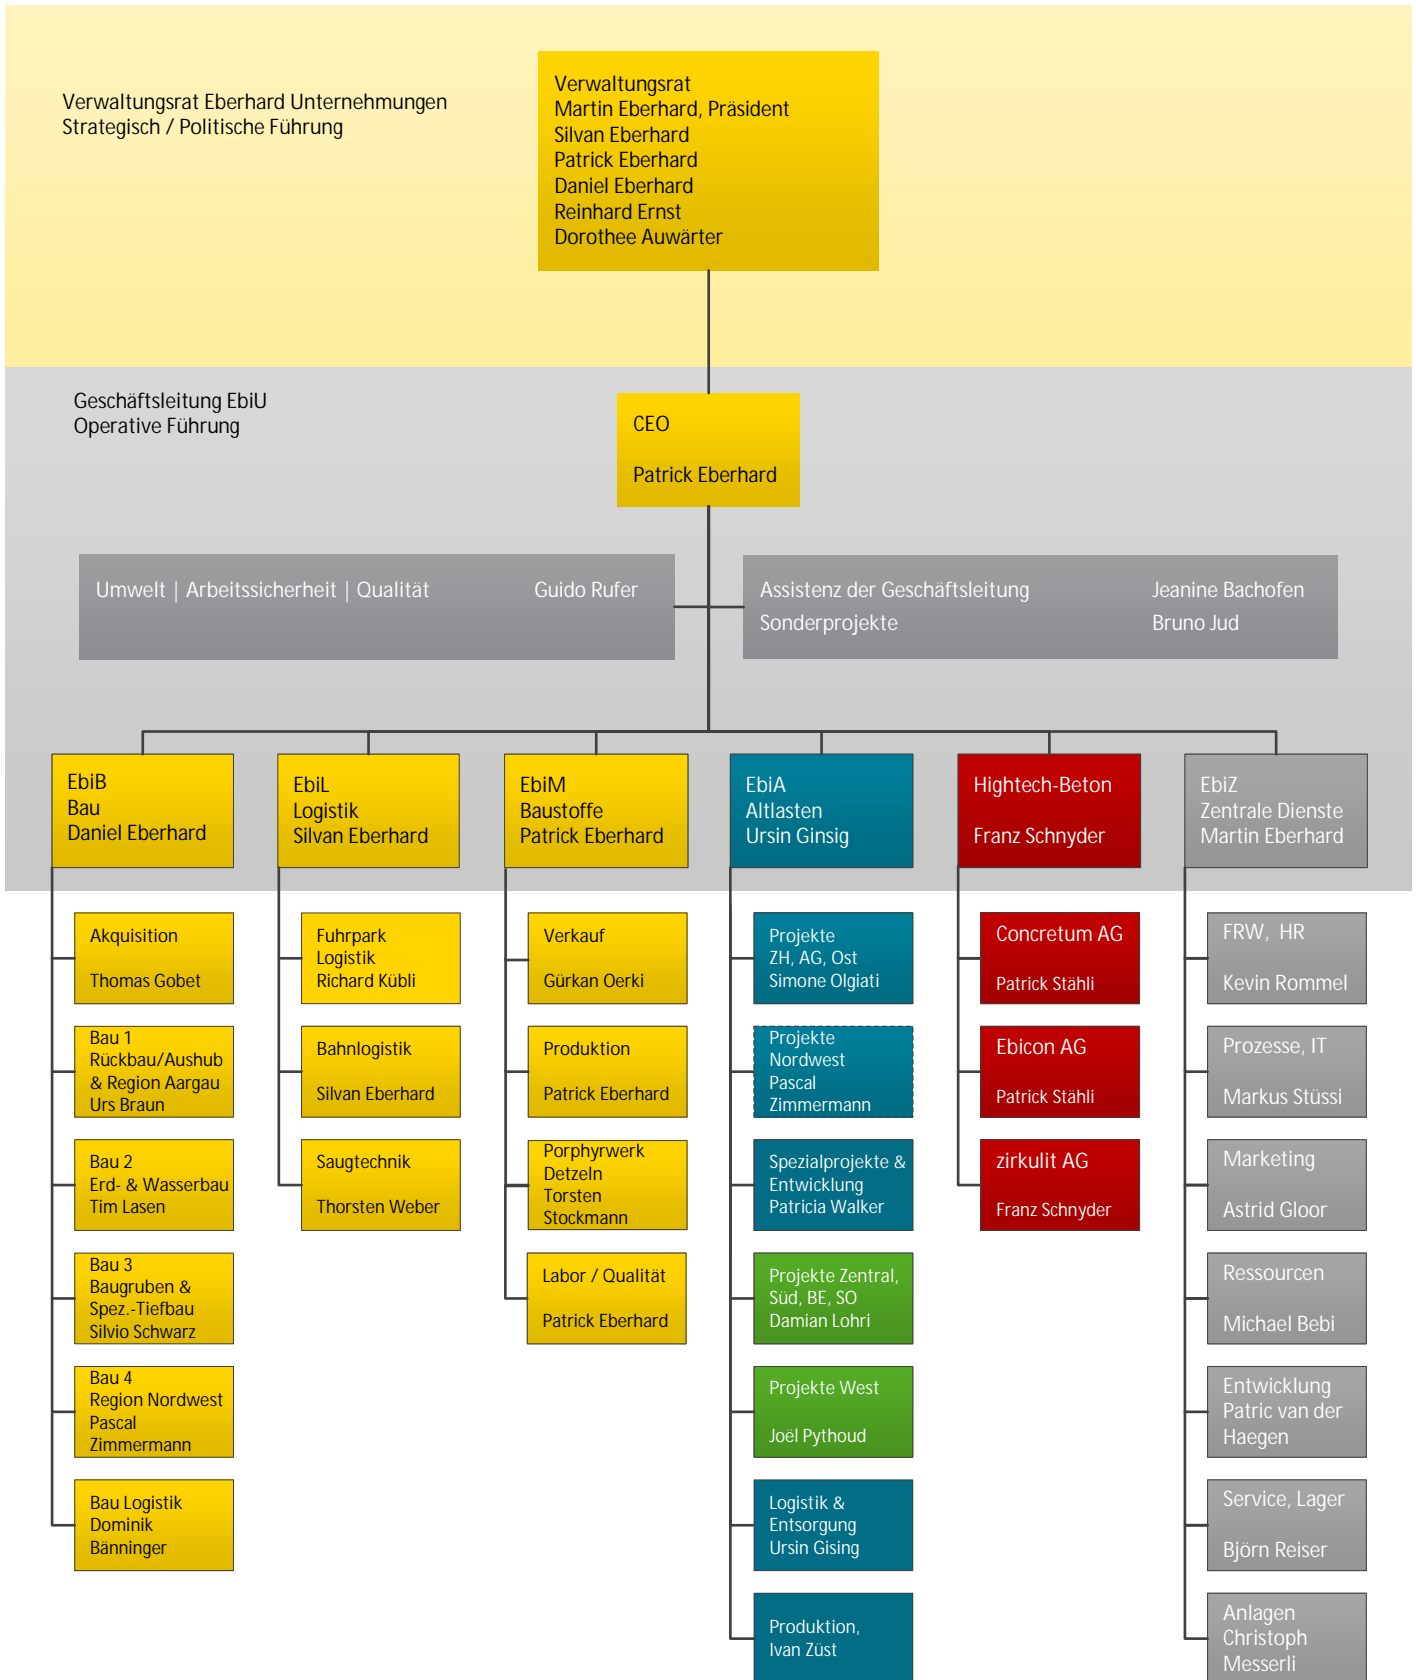 Verwaltungsrat Eberhard Unternehmungen
Strategisch / Politische Führung
Verwaltungsrat
Martin Eberhard, Präsident
Silvan Eberhard
Patrick Eberhard
Daniel Eberhard
Reinhard Ernst
Dorothee Auwärter
Geschäftsleitung EbiU
Operative Führung
CEO
Patrick Eberhard
Umwelt | Arbeitssicherheit | Qualität Guido Rufer
Assistenz der Geschäftsleitung Jeanine Bachofen
Sonderprojekte Bruno Jud
EbiB
Bau
Daniel Eberhard
EbiL
Logistik
Silvan Eberhard
EbiM
Baustoffe
Patrick Eberhard
EbiA
Altlasten
Ursin Ginsig
Hightech-Beton
Franz Schnyder
EbiZ
Zentrale Dienste
Martin Eberhard
Akquisition
Thomas Gobet
Bau 1
Rückbau/Aushub
& Region Aargau
Urs Braun
Bau 2
Erd- & Wasserbau
Tim Lasen
Bau 3
Baugruben &
Spez.-Tiefbau
Silvio Schwarz
Bau 4
Region Nordwest
Pascal
Zimmermann
Bau Logistik
Dominik
Bänninger
Fuhrpark
Logistik
Richard Kübli
Bahnlogistik
Silvan Eberhard
Saugtechnik
Thorsten Weber
Verkauf
Gürkan Oerki
Produktion
Patrick Eberhard
Porphyrwerk
Detzeln
Torsten
Stockmann
Labor / Qualität
Patrick Eberhard
Projekte
ZH, AG, Ost
Simone Olgiati
Projekte
Nordwest
Pascal
Zimmermann
Spezialprojekte &
Entwicklung
Patricia Walker
Projekte Zentral,
Süd, BE, SO
Damian Lohri
Projekte West
Joël Pythoud
Logistik &
Entsorgung
Ursin Gising
Produktion,
Ivan Züst
Concretum AG
Patrick Stähli
Ebicon AG
Patrick Stähli
zirkulit AG
Franz Schnyder
FRW, HR
Kevin Rommel
Prozesse, IT
Markus Stüssi
Marketing
Astrid Gloor
Ressourcen
Michael Bebi
Entwicklung
Patric van der
Haegen
Service, Lager
Björn Reiser
Anlagen
Christoph
Messerli